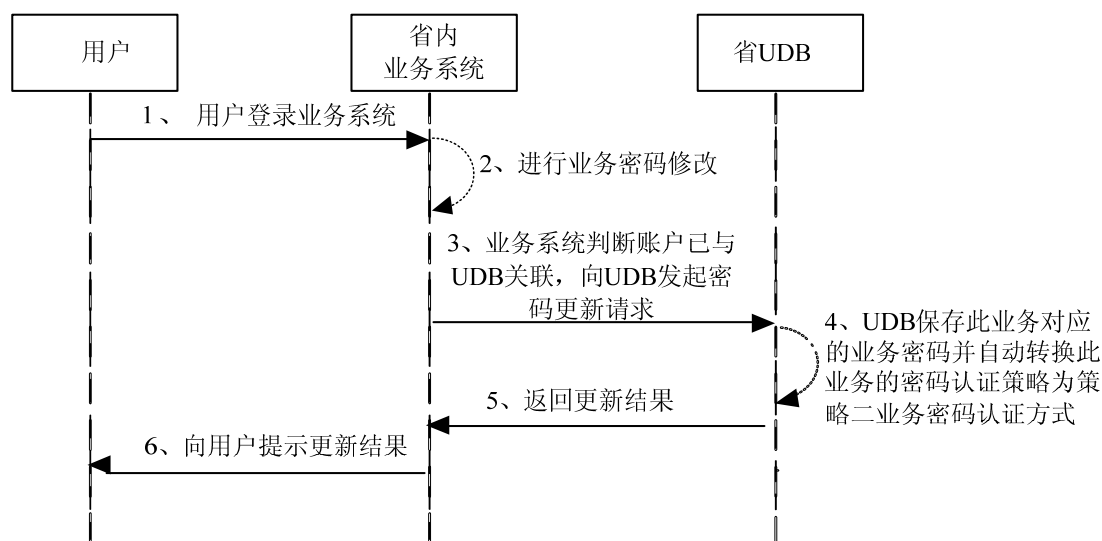 用户
省内
业务系统
省UDB
1、 用户登录业务系统
2、进行业务密码修改
3、业务系统判断账户已与
UDB关联，向UDB发起密
码更新请求
4、UDB保存此业务对应
的业务密码并自动转换此
业务的密码认证策略为策
略二业务密码认证方式
5、返回更新结果
6、向用户提示更新结果